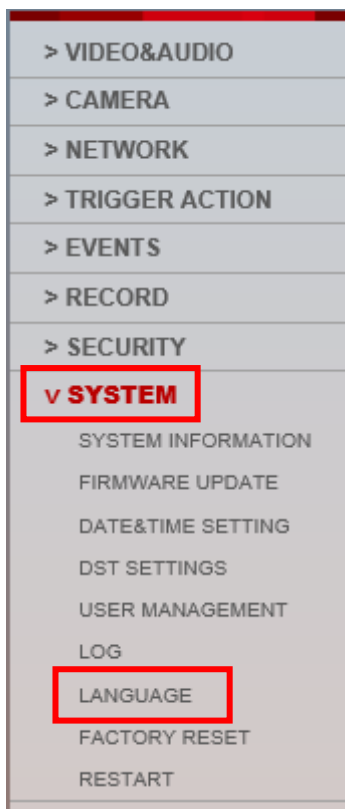 > VIDEO&AUDIO
> CAMERA
> NETWORK
> TRIGGER ACTION
> EVENTS
> RECORD
> SECURITY
v SYSTEM
SYSTEM INFORMATION
FIRMWARE UPDATE
DATE&TIME SETTING
DST SETTINGS
USER MANAGEMENT
LOG
LANGUAGE
FACTORY RESET
RESTART